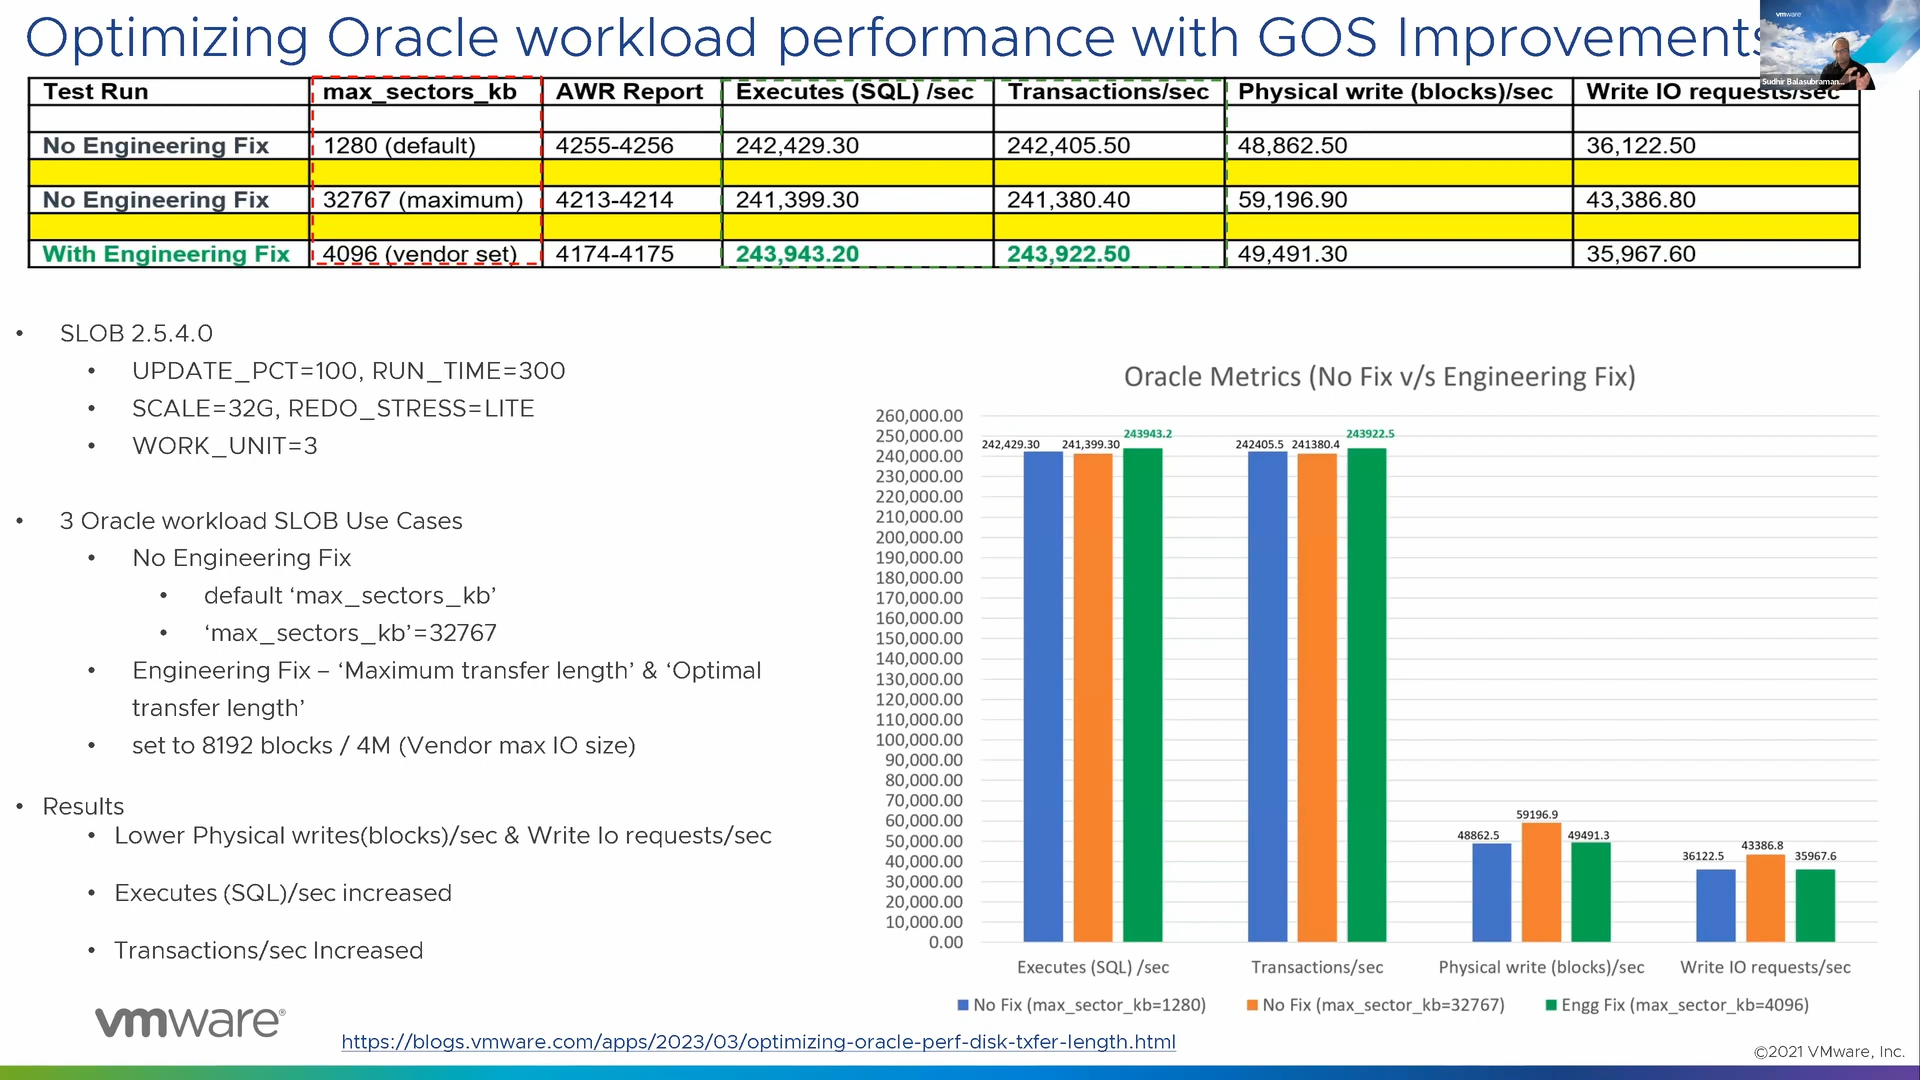 Optimizing Oracle workload performance with GOS Improvements
vmware
Sudhir Balasubraman...
Test Run max_sectors_kb AWR Report Executes (SQL) /sec Transactions/sec Physical write (blocks)/sec Write IO requests/sec
No Engineering Fix 1280 (default) 4255-4256 242,429.30 242,405.50 48,862.50 36,122.50
No Engineering Fix 32767 (maximum) 4213-4214 241,399.30 241,380.40 59,196.90 43,386.80
With Engineering Fix 4096 (vendor set) 4174-4175 243,943.20 243,922.50 49,491.30 35,967.60
• SLOB 2.5.4.0
• UPDATE_PCT=100, RUN_TIME=300
• SCALE=32G, REDO_STRESS=LITE
• WORK_UNIT=3
• 3 Oracle workload SLOB Use Cases
• No Engineering Fix
• default ‘max_sectors_kb’
• ‘max_sectors_kb’=32767
• Engineering Fix – ‘Maximum transfer length’ & ‘Optimal
transfer length’
• set to 8192 blocks / 4M (Vendor max IO size)
• Results
• Lower Physical writes(blocks)/sec & Write Io requests/sec
• Executes (SQL)/sec increased
• Transactions/sec Increased
Oracle Metrics (No Fix v/s Engineering Fix)
260,000.00
250,000.00
240,000.00
230,000.00
220,000.00
210,000.00
200,000.00
190,000.00
180,000.00
170,000.00
160,000.00
150,000.00
140,000.00
130,000.00
120,000.00
110,000.00
100,000.00
90,000.00
80,000.00
70,000.00
60,000.00
50,000.00
40,000.00
30,000.00
20,000.00
10,000.00
0.00
242,429.30 241,399.30 243943.2 242405.5 241380.4 243922.5
48862.5 59196.9 49491.3 36122.5 43386.8 35967.6
Executes (SQL) /sec Transactions/sec Physical write (blocks)/sec Write IO requests/sec
No Fix (max_sector_kb=1280) No Fix (max_sector_kb=32767) Engg Fix (max_sector_kb=4096)
vmware®
https://blogs.vmware.com/apps/2023/03/optimizing-oracle-perf-disk-txfer-length.html
©2021 VMware, Inc.